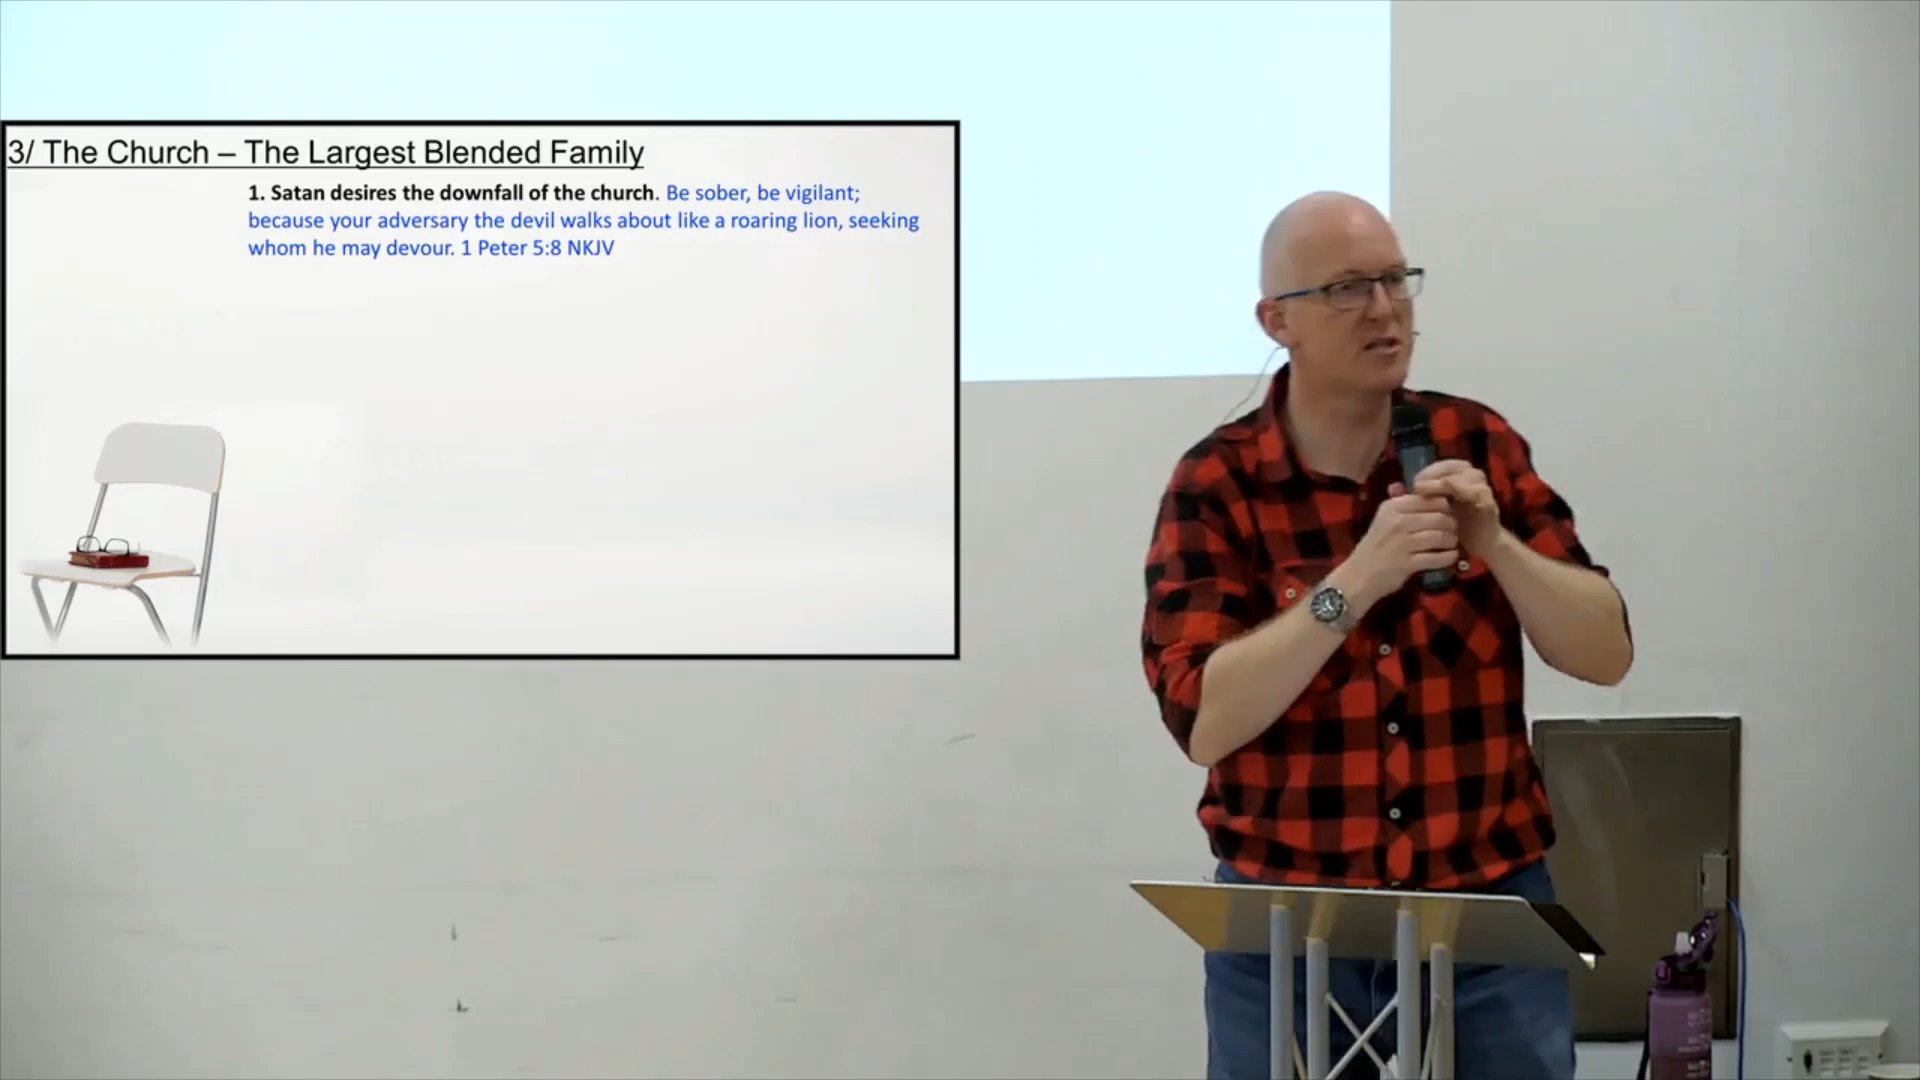 3/ The Church – The Largest Blended Family
1. Satan desires the downfall of the church. Be sober, be vigilant;
because your adversary the devil walks about like a roaring lion, seeking
whom he may devour. 1 Peter 5:8 NKJV